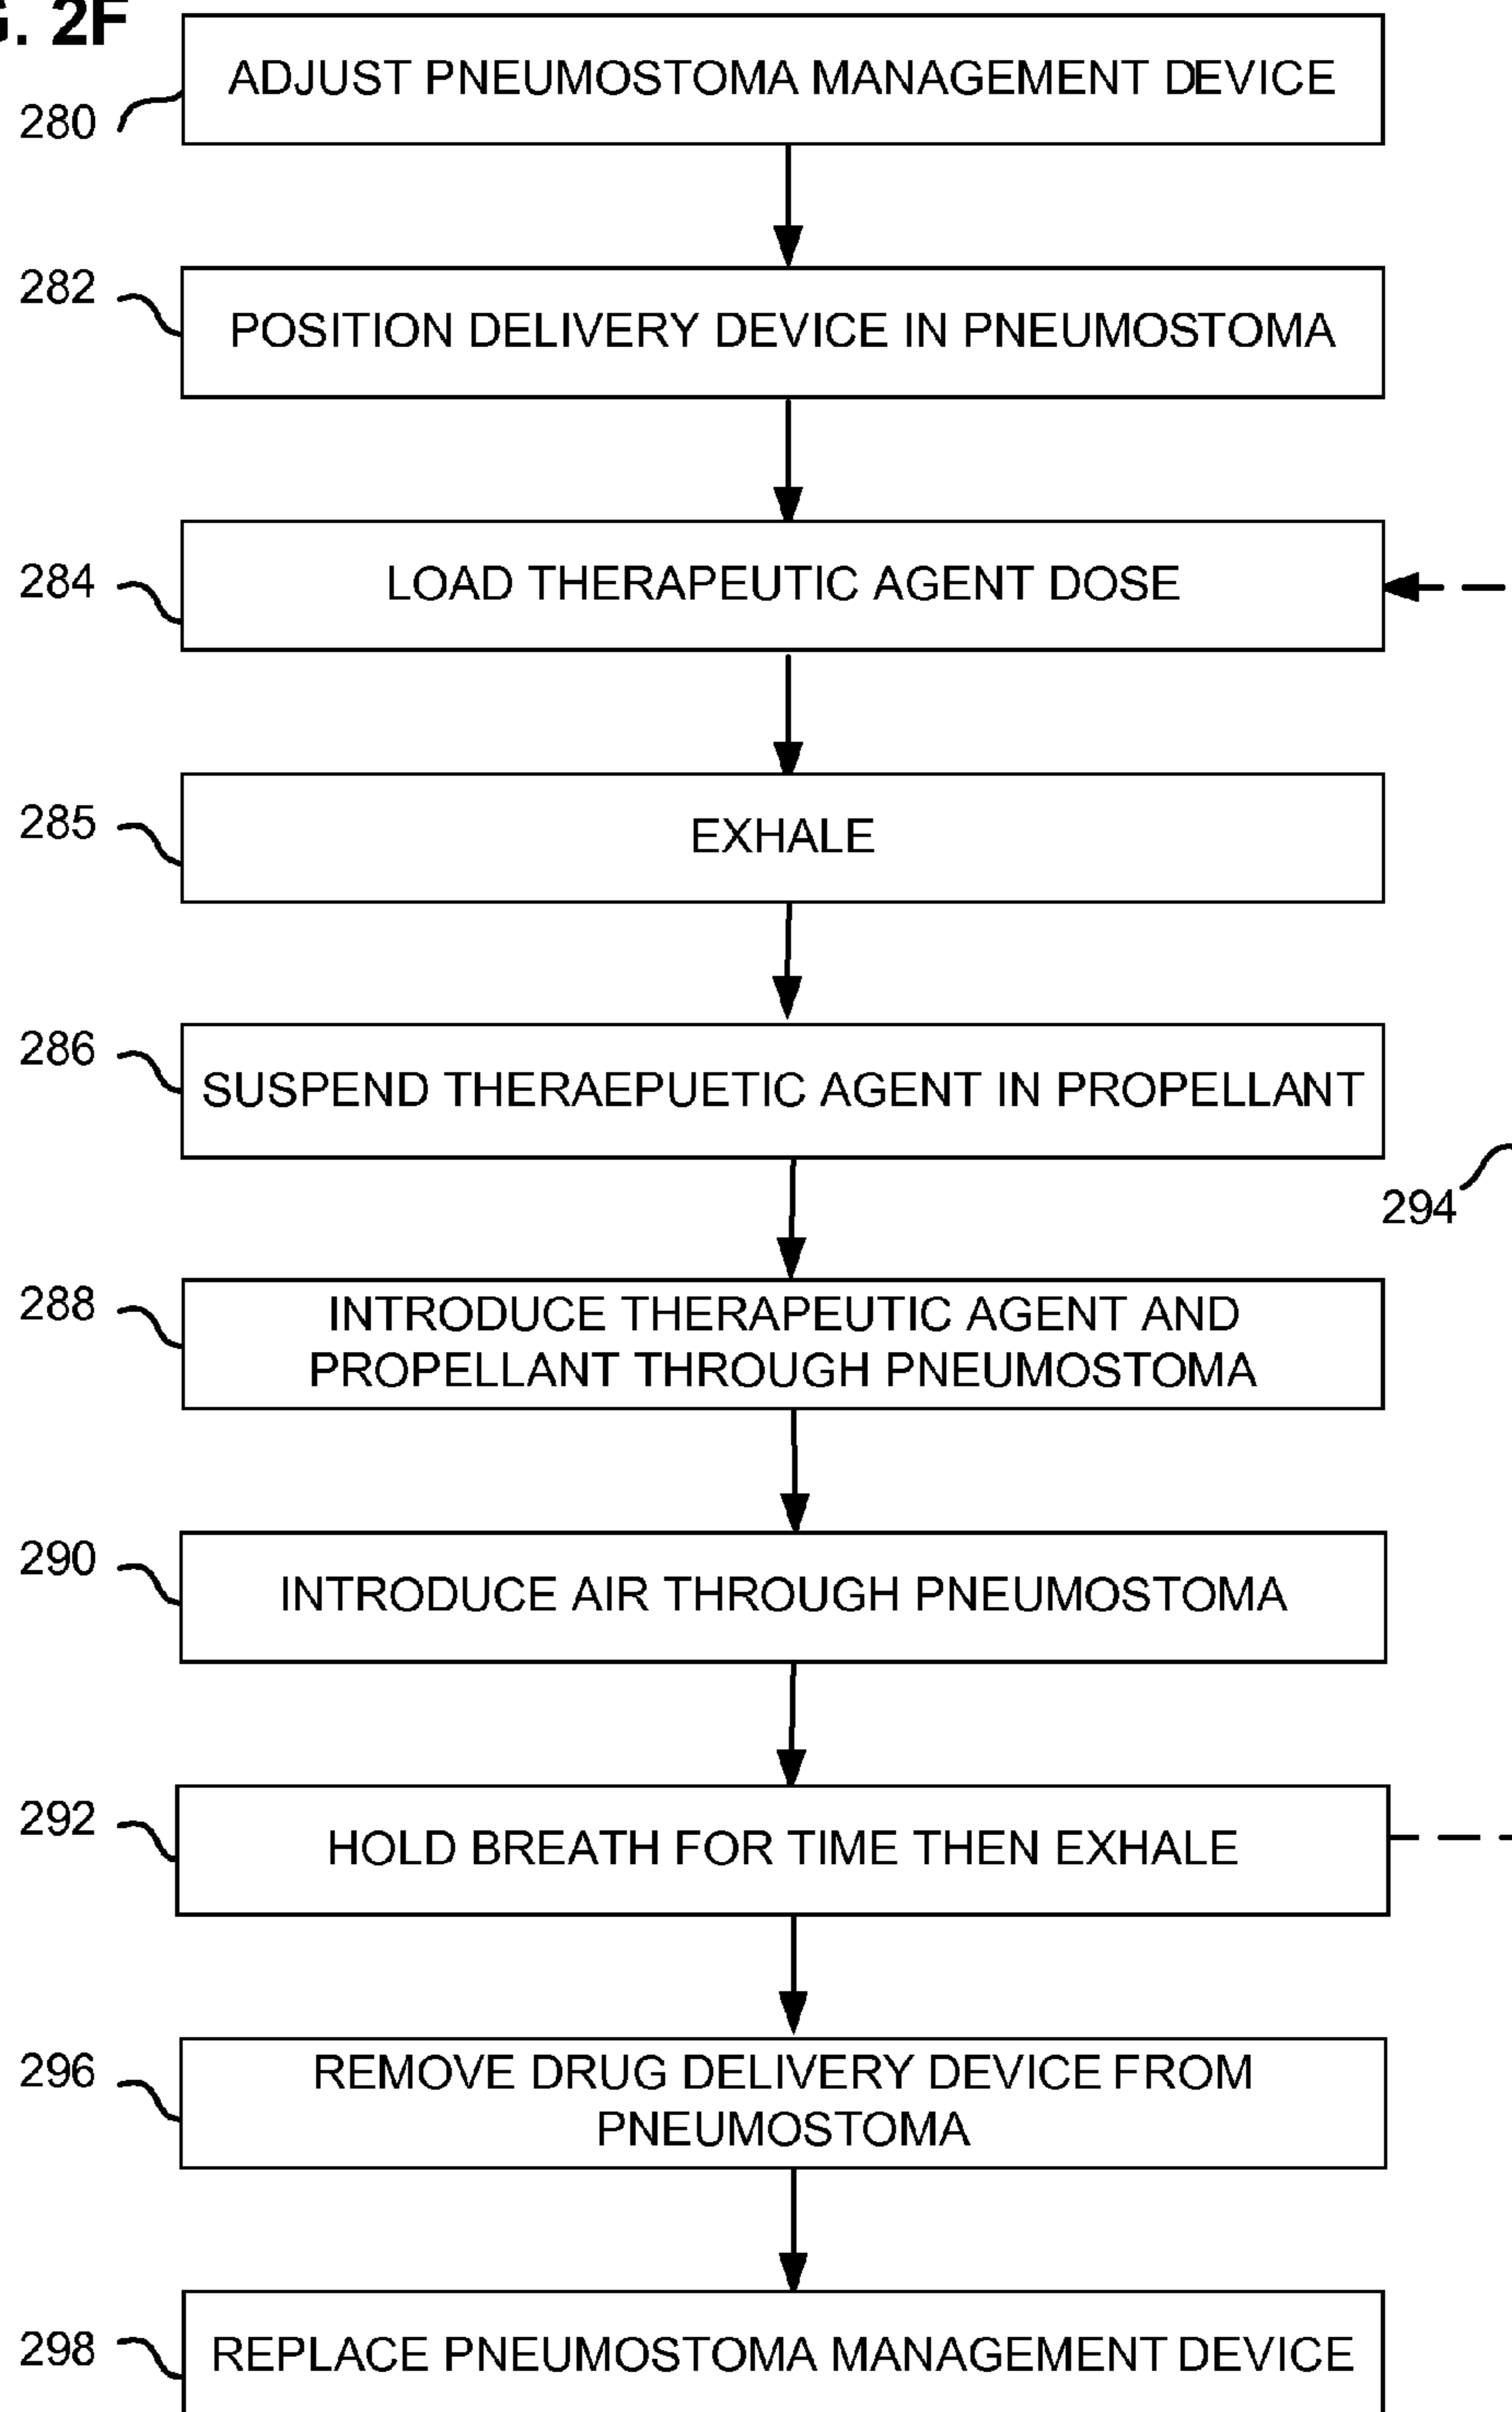 G. 2F
ADJUST PNEUMOSTOMA MANAGEMENT DEVICE
280
282
POSITION DELIVERY DEVICE IN PNEUMOSTOMA
284
LOAD THERAPEUTIC AGENT DOSE
285
EXHALE
286
SUSPEND THERAEPUETIC AGENT IN PROPELLANT
294
288
INTRODUCE THERAPEUTIC AGENT AND
PROPELLANT THROUGH PNEUMOSTOMA
290
INTRODUCE AIR THROUGH PNEUMOSTOMA
292
HOLD BREATH FOR TIME THEN EXHALE
296
REMOVE DRUG DELIVERY DEVICE FROM
PNEUMOSTOMA
298
REPLACE PNEUMOSTOMA MANAGEMENT DEVICE